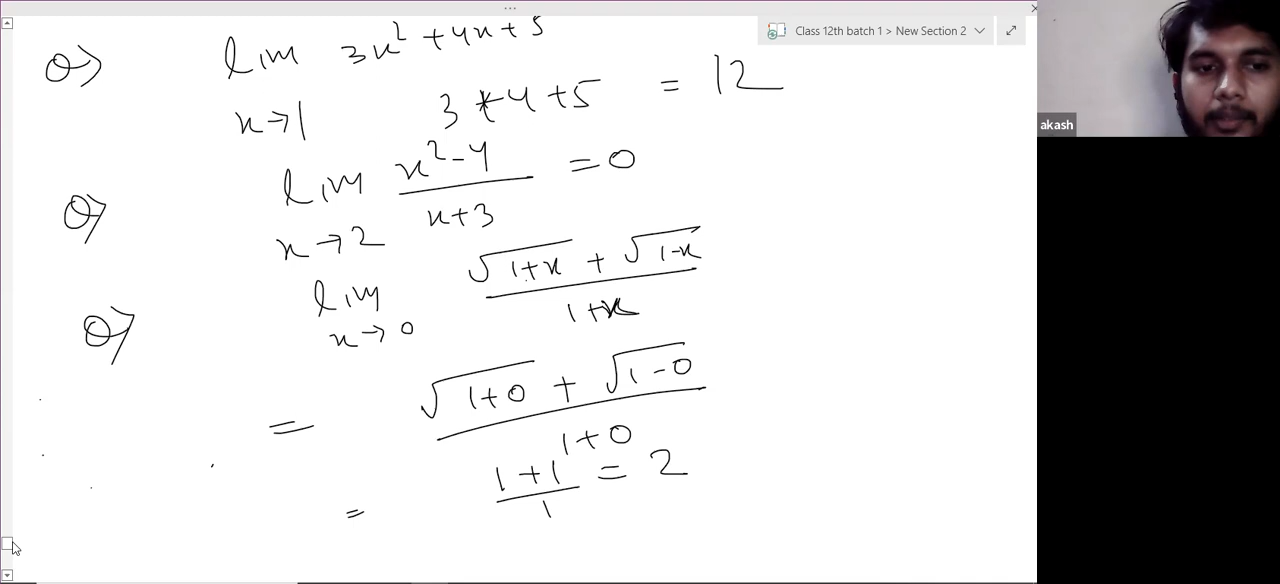 Class 12th batch 1 > New Section 2
akash
Q) lim 3x² + 4x + 5
x→1 3 + 4 + 5 = 12
Q) lim x² - 4 = 0
x→2 x + 3
Q) lim √1+x + √1-x
x→0 1+x
= √1+0 + √1-0
1+0
= 1+1 = 2
1